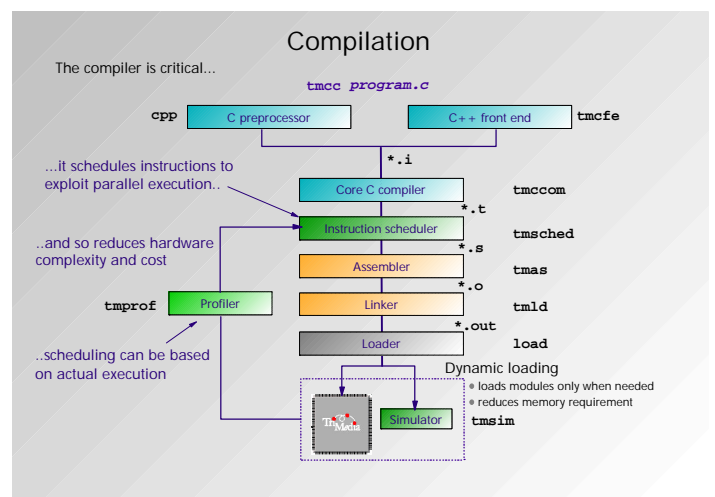 Compilation
The compiler is critical...
tmcc program.c
cpp
C preprocessor
C++ front end
tmcfe
*.i
...it schedules instructions to
exploit parallel execution..
Core C compiler
tmccom
*.t
Instruction scheduler
tmsched
*.s
..and so reduces hardware
complexity and cost
Assembler
tmas
*.o
tmprof
Profiler
Linker
tmld
*.out
..scheduling can be based
on actual execution
Loader
load
Dynamic loading
● loads modules only when needed
● reduces memory requirement
TriMedia
Simulator
tmsim